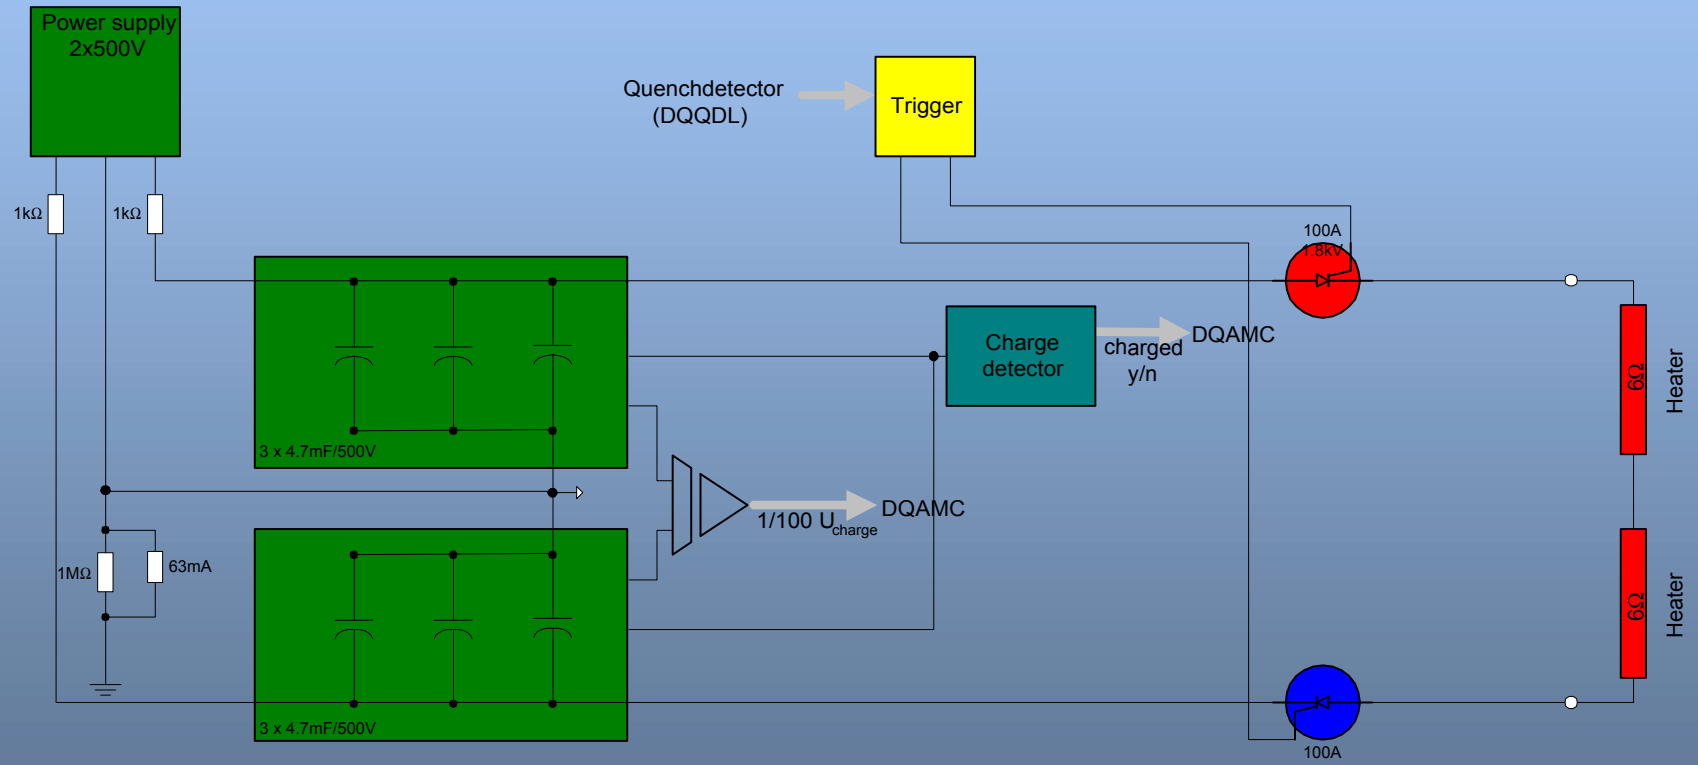 Power supply
2x500V
Quenchdetector
(DQQDL)
Trigger
1kΩ
1kΩ
100A
1.8kV
Charge
detector
charged
y/n
DQAMC
6Ω
Heater
3 x 4.7mF/500V
1/100 Ucharge
DQAMC
1MΩ
63mA
6Ω
Heater
3 x 4.7mF/500V
100A